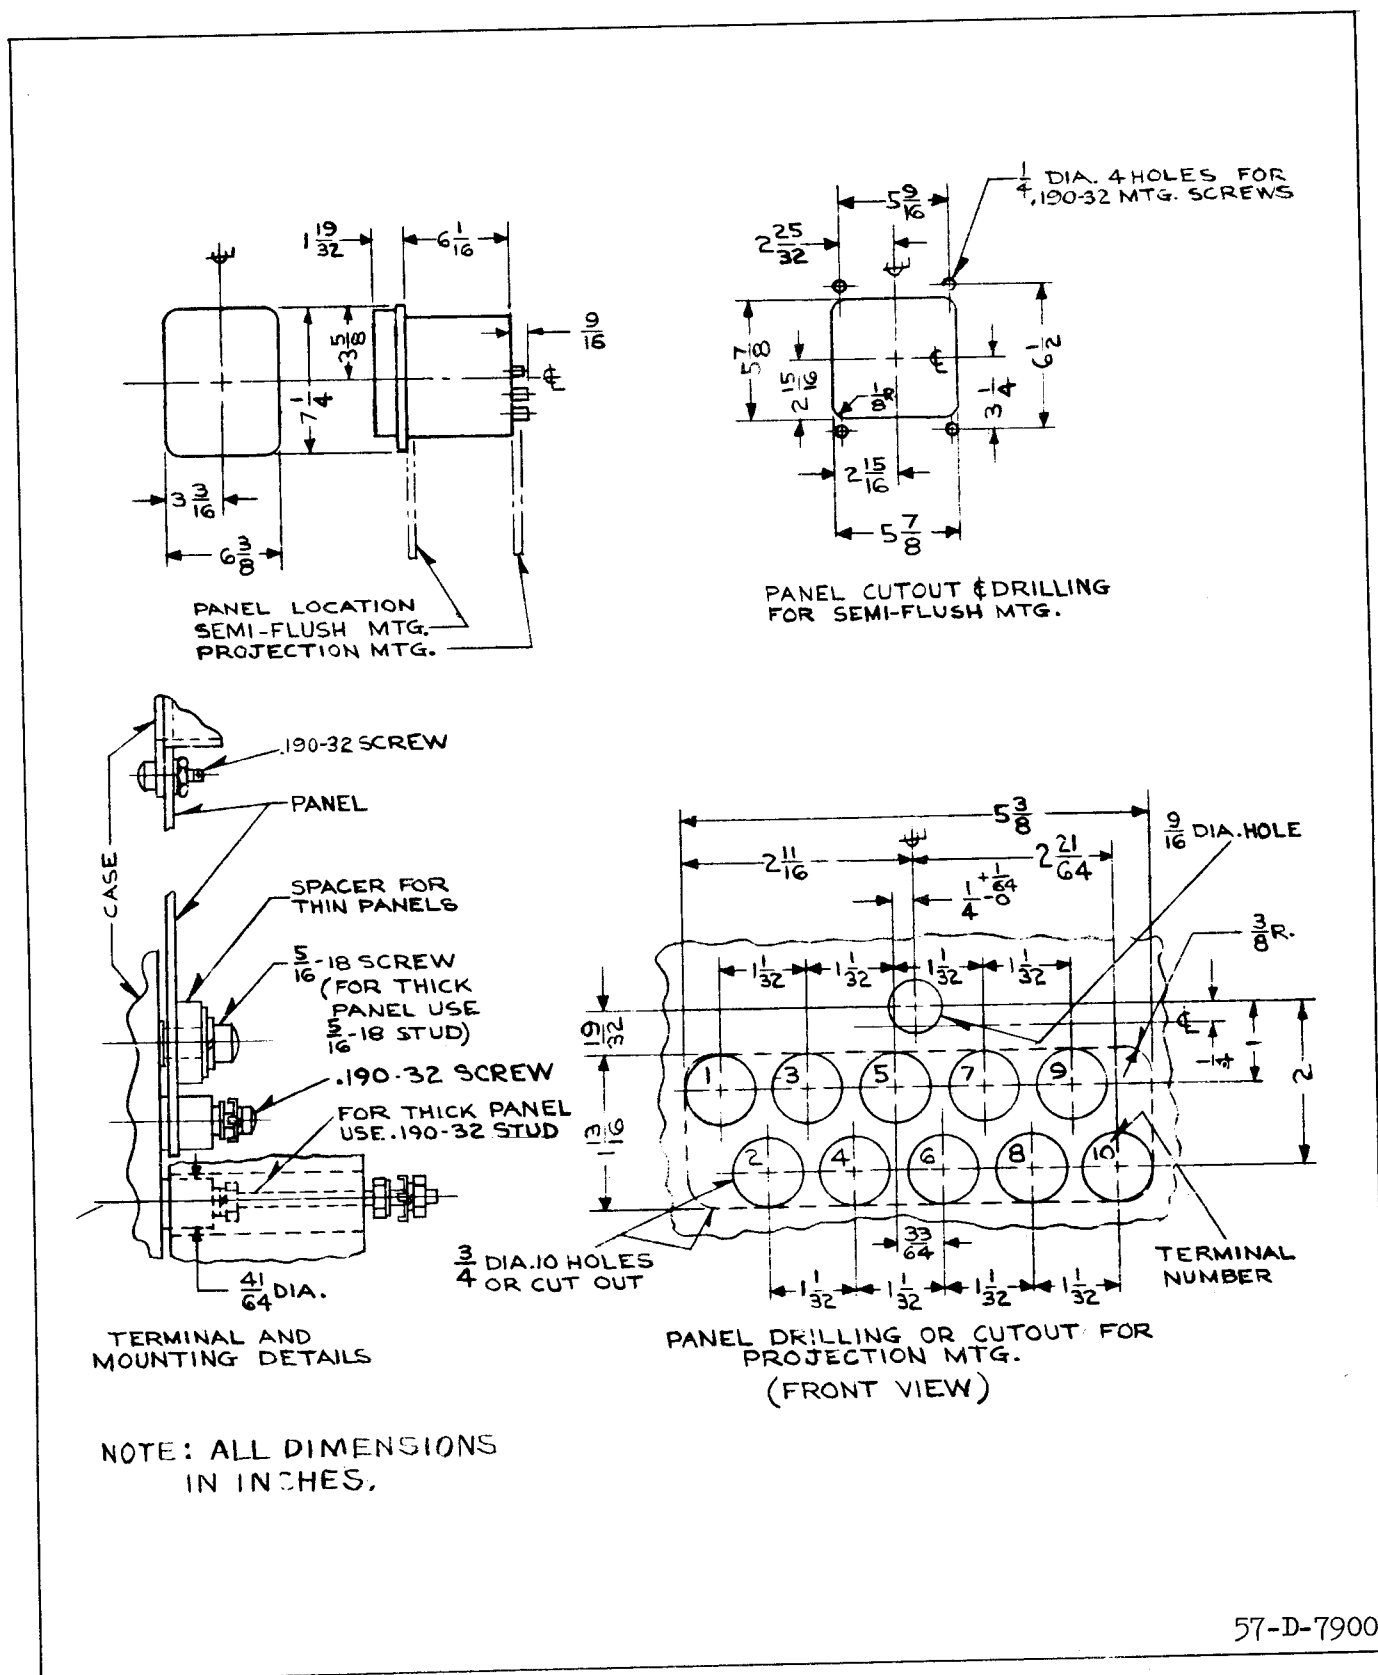 1 19/32
6 1/16
9/16
3 5/8
7 1/4
3 3/16
6 3/8
PANEL LOCATION
SEMI-FLUSH MTG.
PROJECTION MTG.
1/4 DIA. 4 HOLES FOR
.190-32 MTG. SCREWS
5 9/16
2 25/32
5 7/8
2 15/16
1/8 R
6 1/2
3 1/4
2 15/16
5 7/8
PANEL CUTOUT & DRILLING
FOR SEMI-FLUSH MTG.
.190-32 SCREW
PANEL
CASE
SPACER FOR
THIN PANELS
5/16-18 SCREW
(FOR THICK
PANEL USE
5/16-18 STUD)
.190-32 SCREW
FOR THICK PANEL
USE .190-32 STUD
41/64 DIA.
TERMINAL AND
MOUNTING DETAILS
5 3/8
2 11/16
2 21/64
9/16 DIA. HOLE
1/4 +1/64 -0
3/8 R.
1 1/32
1 1/32
1 1/32
1 1/32
19/32
1
1/4
2
1 3 5 7 9
1 13/16
2 4 6 8 10
33/64
3/4 DIA. 10 HOLES
OR CUT OUT
1 1/32
1 1/32
1 1/32
1 1/32
TERMINAL
NUMBER
PANEL DRILLING OR CUTOUT FOR
PROJECTION MTG.
(FRONT VIEW)
NOTE: ALL DIMENSIONS
IN INCHES.
57-D-7900